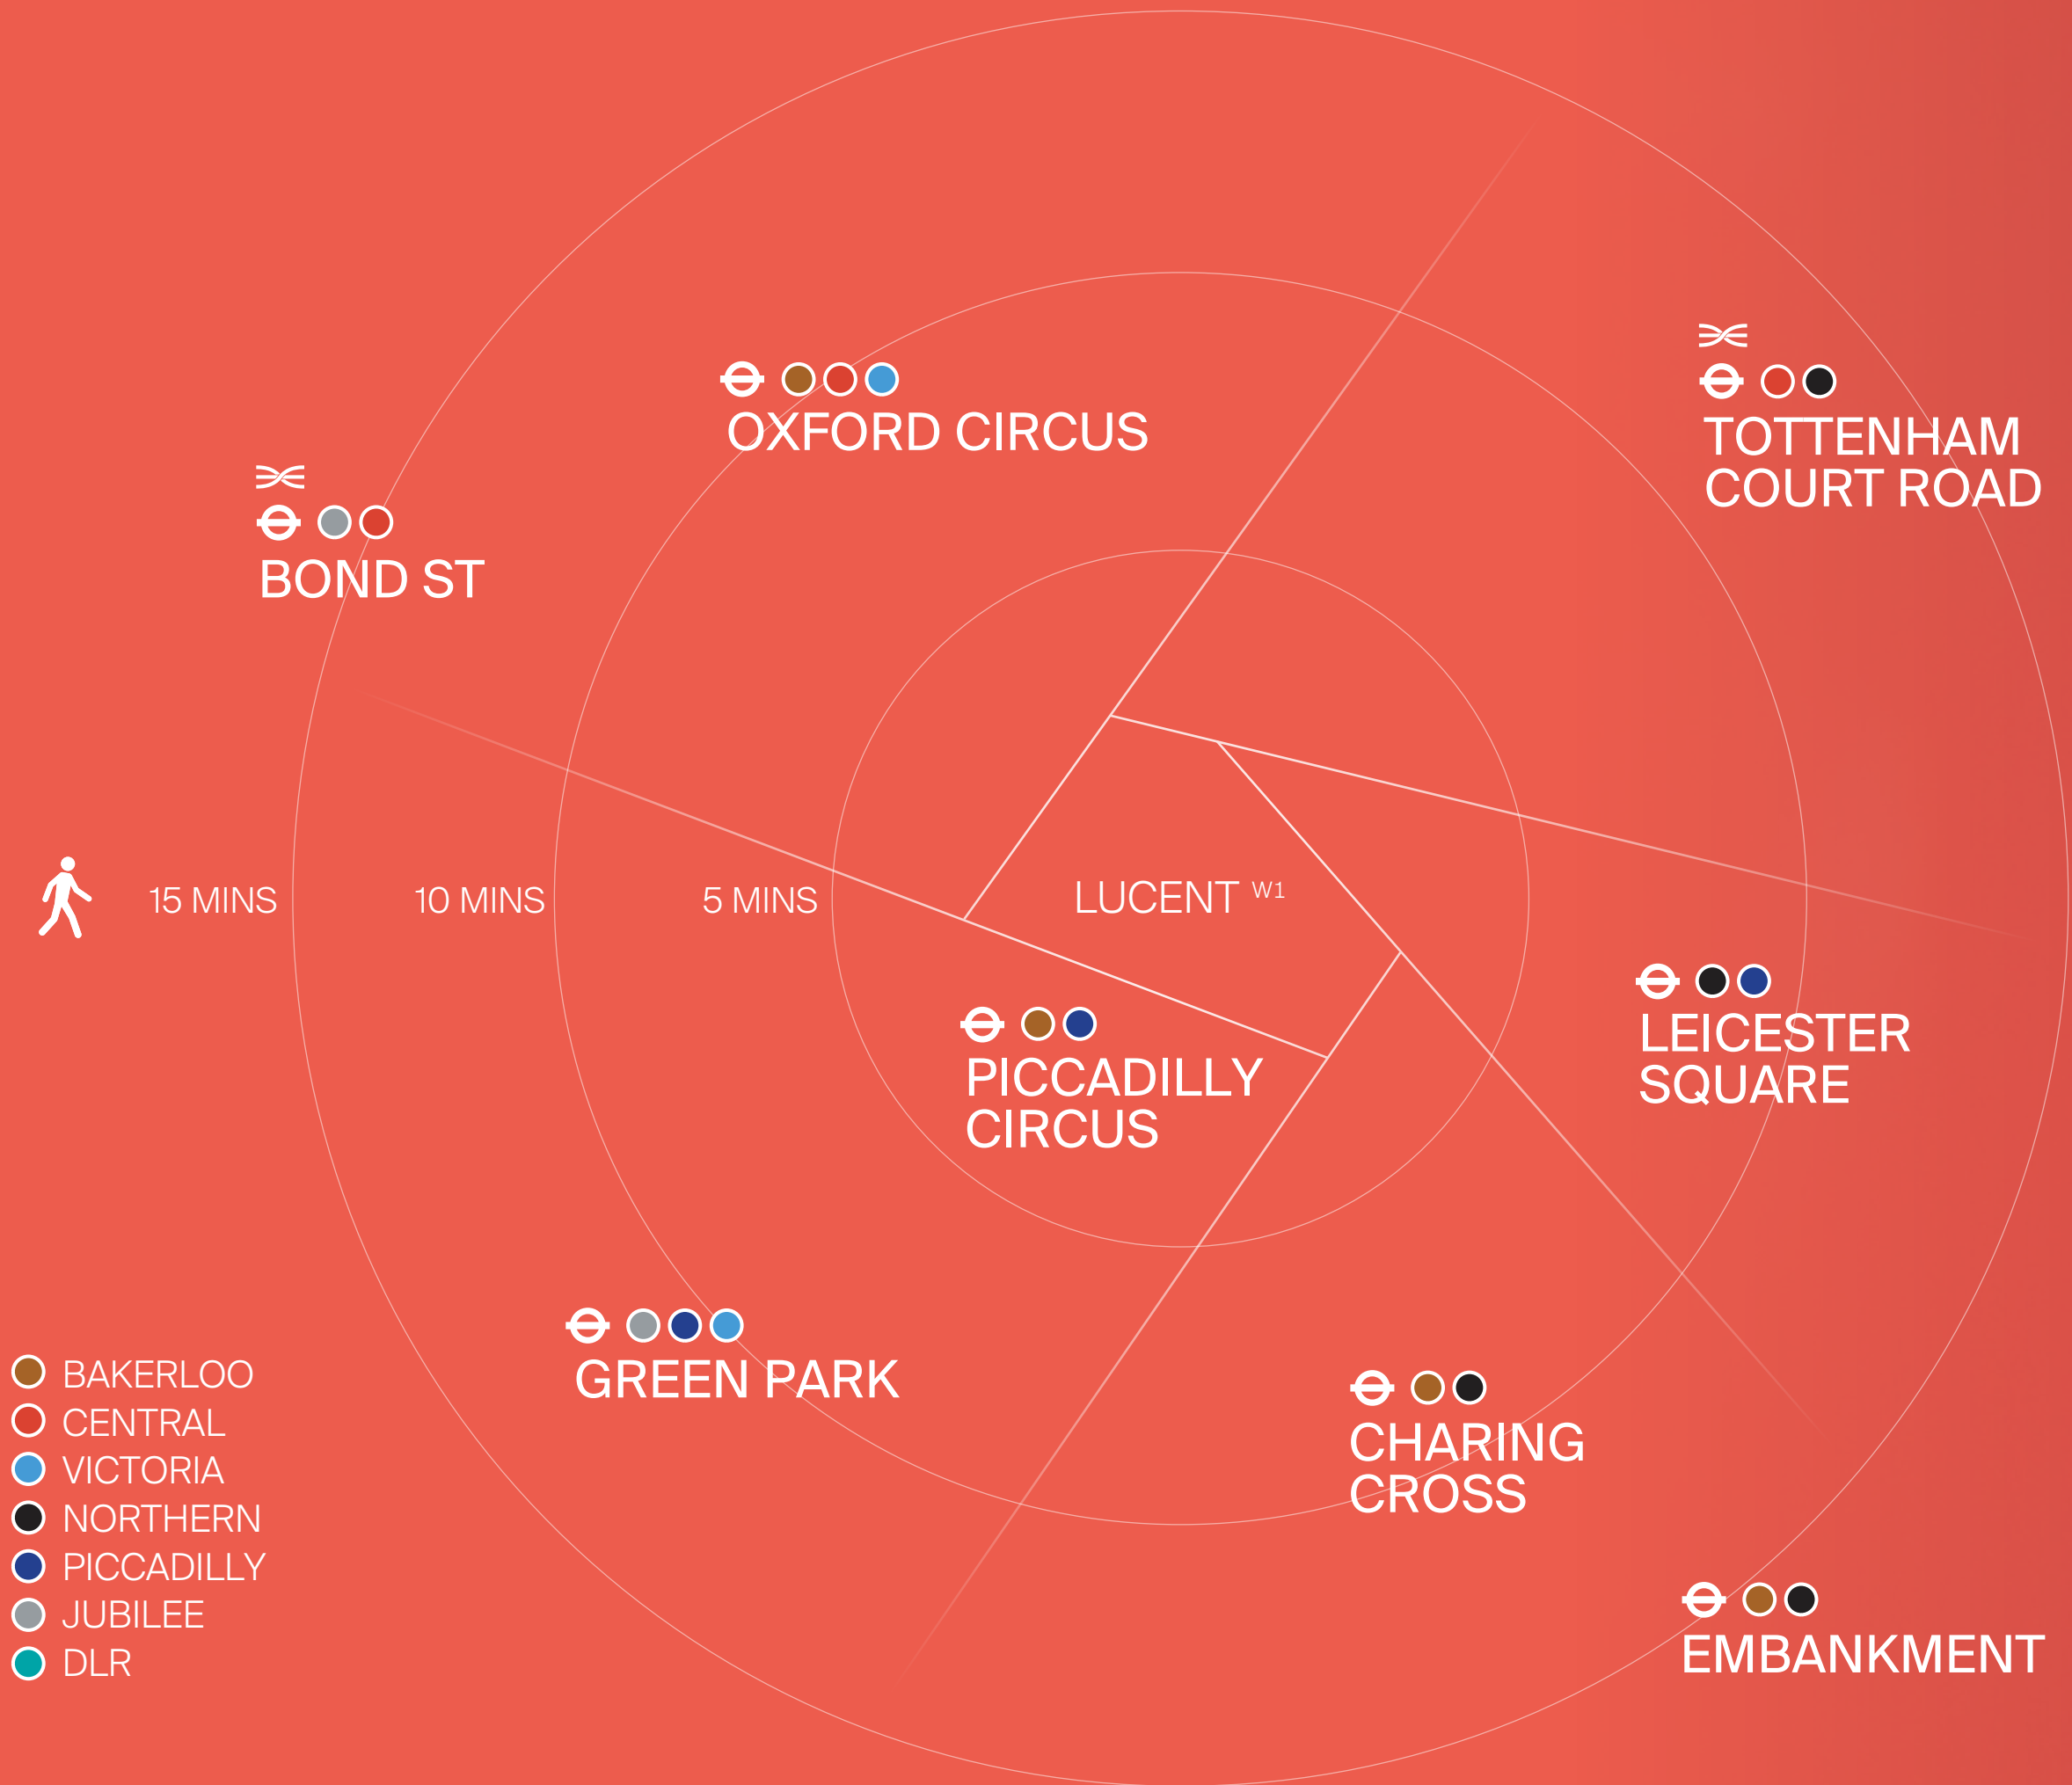 OXFORD CIRCUS
TOTTENHAM
COURT ROAD
BOND ST
15 MINS
10 MINS
5 MINS
LUCENT W1
LEICESTER
SQUARE
PICCADILLY
CIRCUS
GREEN PARK
CHARING
CROSS
EMBANKMENT
BAKERLOO
CENTRAL
VICTORIA
NORTHERN
PICCADILLY
JUBILEE
DLR